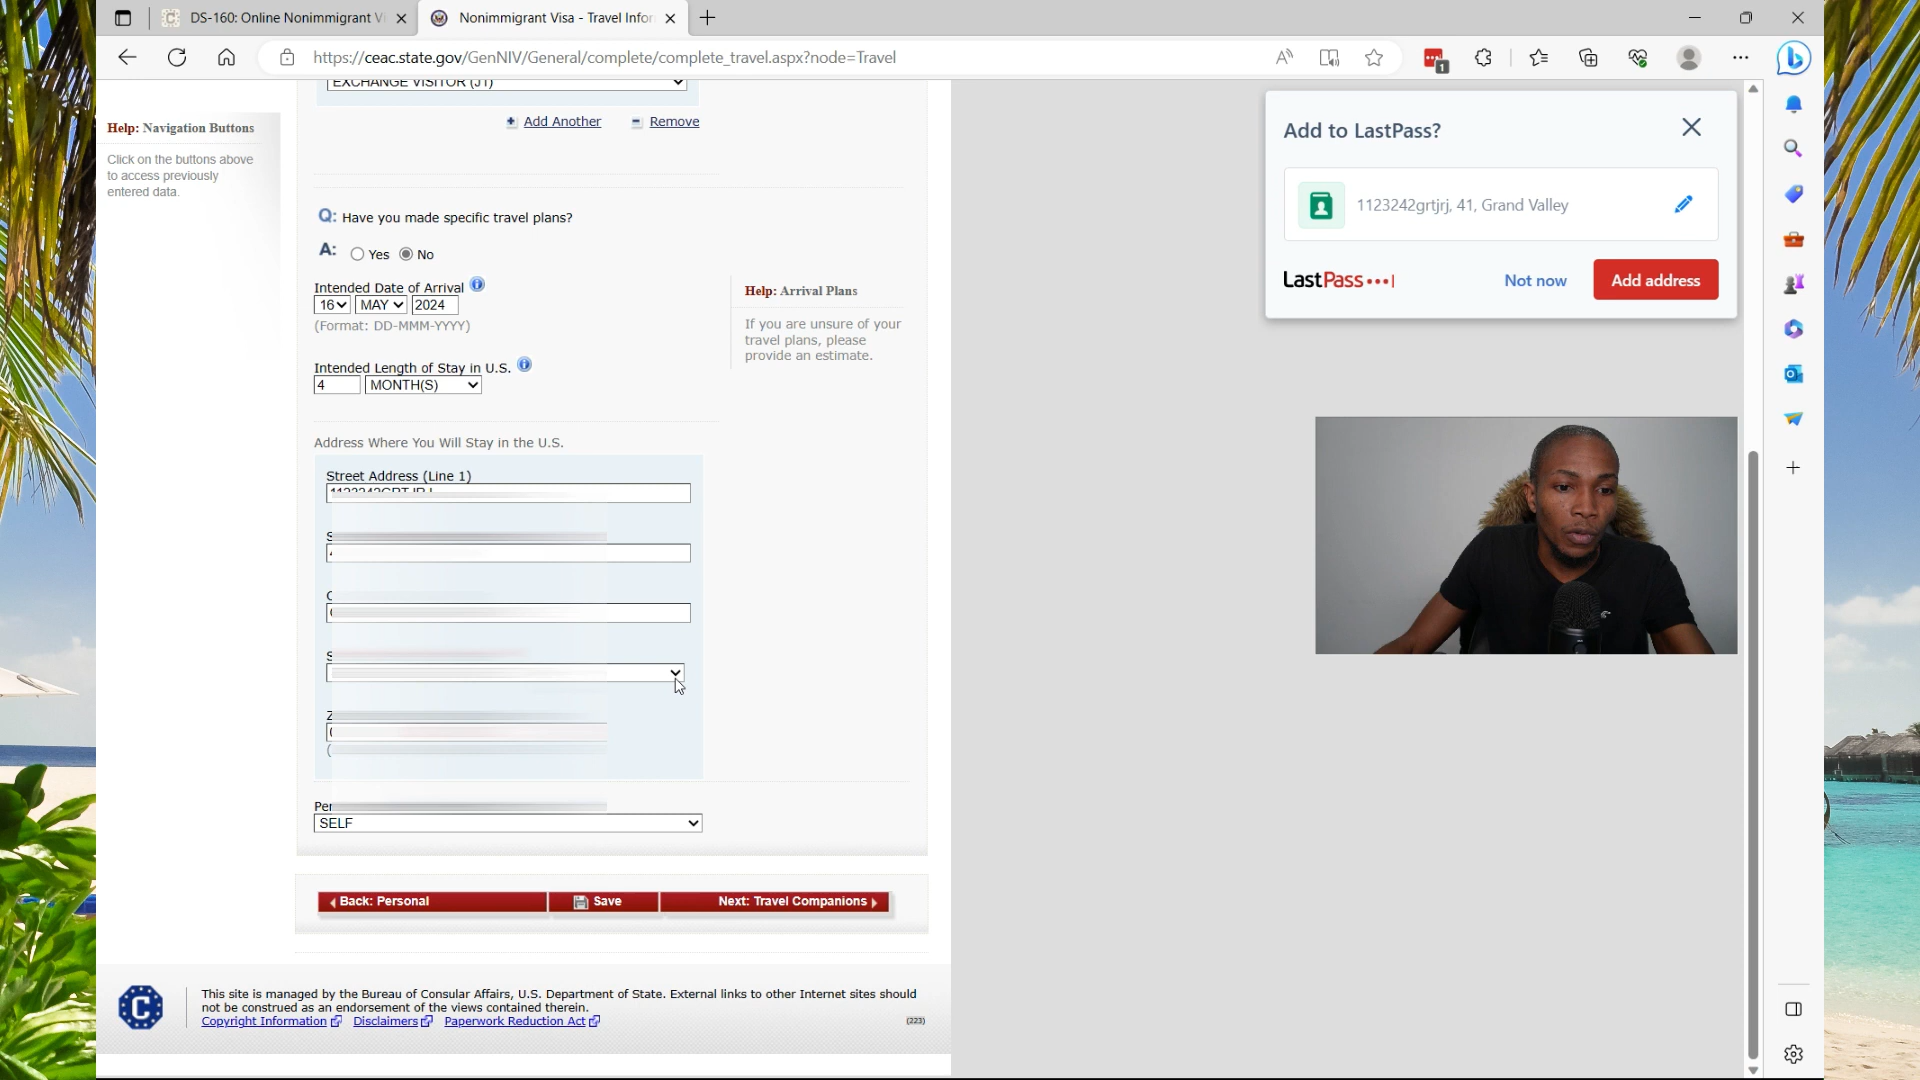 DS-160: Online Nonimmigrant Vi
Nonimmigrant Visa - Travel Infor
https://ceac.state.gov/GenNIV/General/complete/complete_travel.aspx?node=Travel
1
EXCHANGE VISITOR (J1)
Add Another
Remove
Help: Navigation Buttons
Click on the buttons above
to access previously
entered data.
Q: Have you made specific travel plans?
A: Yes No
Intended Date of Arrival
16 MAY 2024
(Format: DD-MMM-YYYY)
Help: Arrival Plans
If you are unsure of your
travel plans, please
provide an estimate.
Intended Length of Stay in U.S.
4 MONTH(S)
Address Where You Will Stay in the U.S.
Street Address (Line 1)
1123242GRTJRJ
SELF
Back: Personal
Save
Next: Travel Companions
C
This site is managed by the Bureau of Consular Affairs, U.S. Department of State. External links to other Internet sites should
not be construed as an endorsement of the views contained therein.
Copyright Information Disclaimers Paperwork Reduction Act
(223)
Add to LastPass?
1123242grtjrj, 41, Grand Valley
LastPass
Not now
Add address